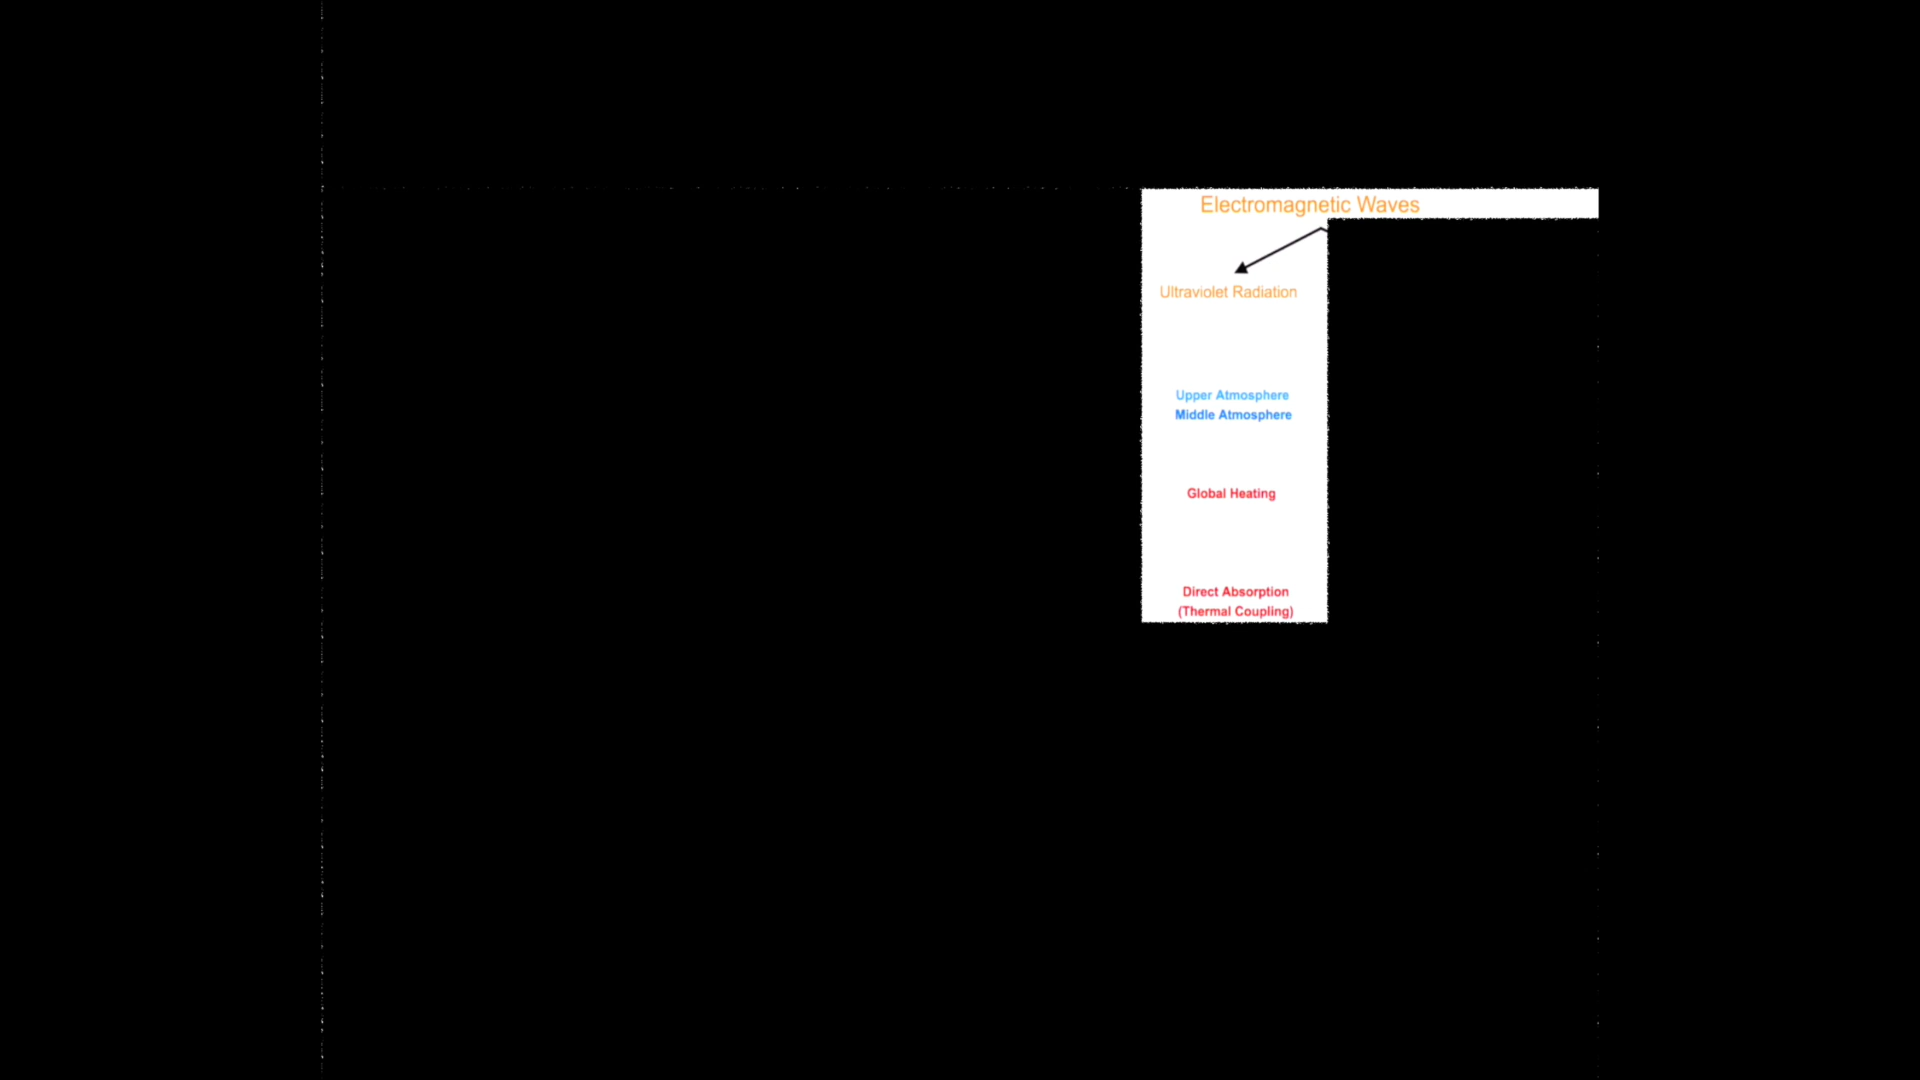 Electromagnetic Waves
Ultraviolet Radiation
Upper Atmosphere
Middle Atmosphere
Global Heating
Direct Absorption
(Thermal Coupling)